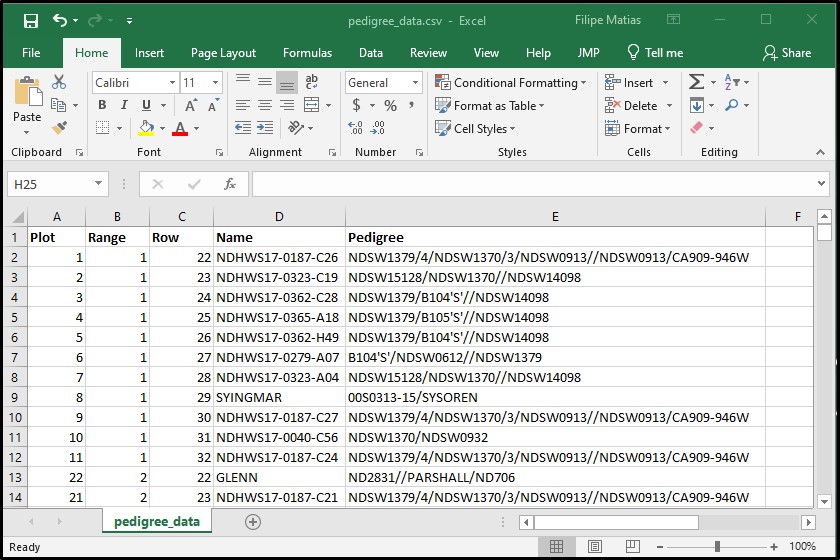 pedigree_data.csv - Excel Filipe Matias
File Home Insert Page Layout Formulas Data Review View Help JMP Tell me Share
Calibri 11 General Conditional Formatting Insert
Paste B I U $ % , Format as Table Delete
Cell Styles Format
Clipboard Font Alignment Number Styles Cells Editing
H25 fx
A B C D E F
1 Plot Range Row Name Pedigree
2 1 1 22 NDHWS17-0187-C26 NDSW1379/4/NDSW1370/3/NDSW0913//NDSW0913/CA909-946W
3 2 1 23 NDHWS17-0323-C19 NDSW15128/NDSW1370//NDSW14098
4 3 1 24 NDHWS17-0362-C28 NDSW1379/B104'S'//NDSW14098
5 4 1 25 NDHWS17-0365-A18 NDSW1379/B105'S'//NDSW14098
6 5 1 26 NDHWS17-0362-H49 NDSW1379/B104'S'//NDSW14098
7 6 1 27 NDHWS17-0279-A07 B104'S'/NDSW0612//NDSW1379
8 7 1 28 NDHWS17-0323-A04 NDSW15128/NDSW1370//NDSW14098
9 8 1 29 SYINGMAR 00S0313-15/SYSOREN
10 9 1 30 NDHWS17-0187-C27 NDSW1379/4/NDSW1370/3/NDSW0913//NDSW0913/CA909-946W
11 10 1 31 NDHWS17-0040-C56 NDSW1370/NDSW0932
12 11 1 32 NDHWS17-0187-C24 NDSW1379/4/NDSW1370/3/NDSW0913//NDSW0913/CA909-946W
13 22 2 22 GLENN ND2831//PARSHALL/ND706
14 21 2 23 NDHWS17-0187-C21 NDSW1379/4/NDSW1370/3/NDSW0913//NDSW0913/CA909-946W
pedigree_data
Ready 100%